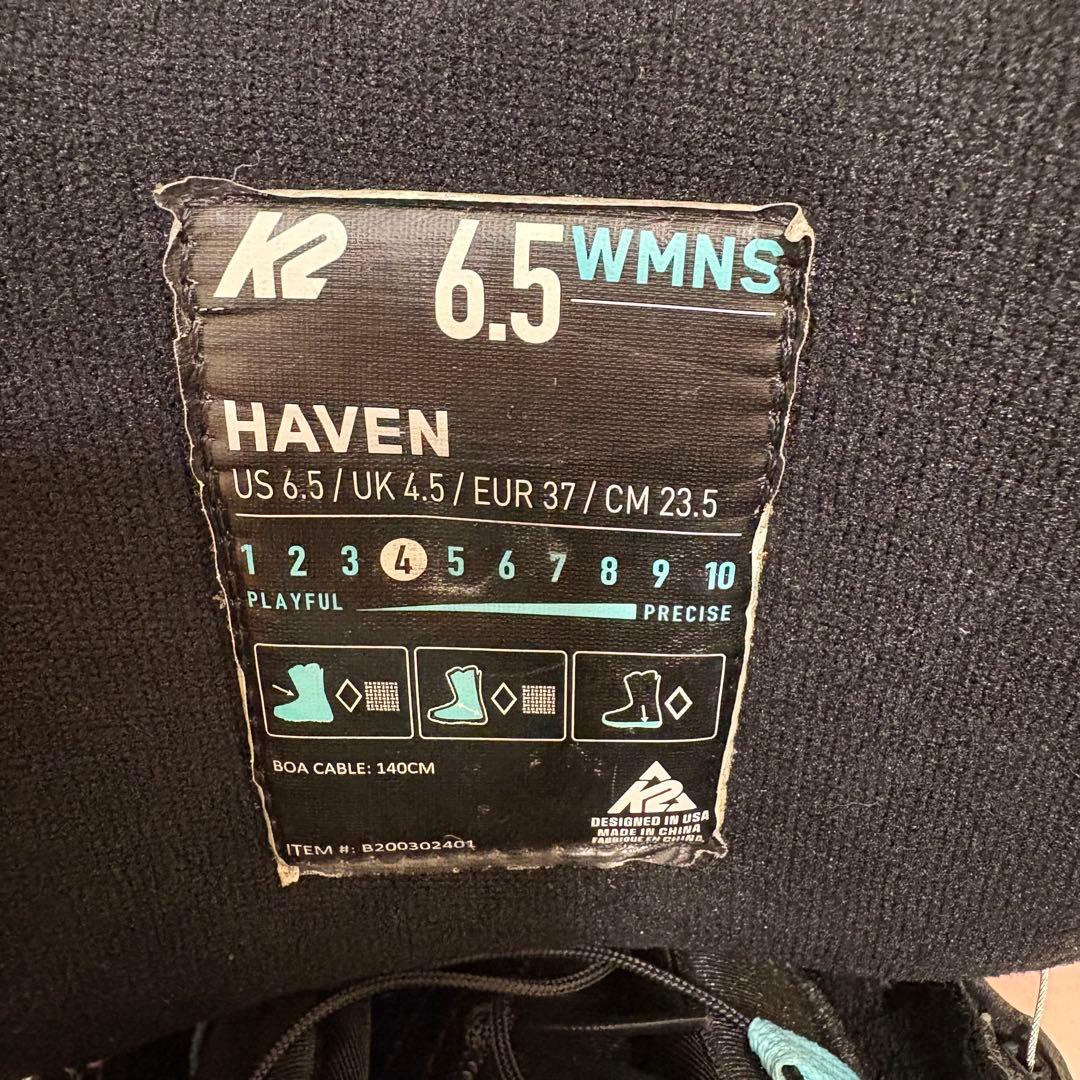 K2 6.5 WMNS
HAVEN
US 6.5 / UK 4.5 / EUR 37 / CM 23.5
1 2 3 4 5 6 7 8 9 10
PLAYFUL PRECISE
BOA CABLE: 140CM
K2
DESIGNED IN USA
MADE IN CHINA
FABRIQUE EN CHINA
ITEM #: B200302401